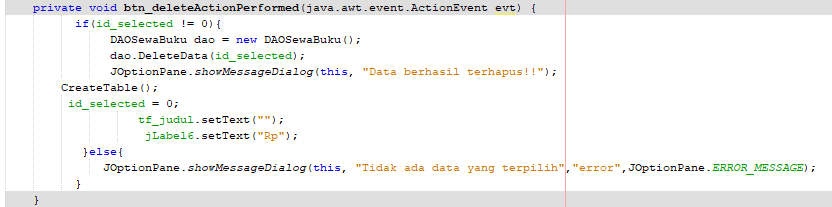 private void btn_deleteActionPerformed(java.awt.event.ActionEvent evt) {
if(id_selected != 0){
DAOSewaBuku dao = new DAOSewaBuku();
dao.DeleteData(id_selected);
JOptionPane.showMessageDialog(this, "Data berhasil terhapus!!");
CreateTable();
id_selected = 0;
tf_judul.setText("");
jLabel6.setText("Rp");
}else{
JOptionPane.showMessageDialog(this, "Tidak ada data yang terpilih","error",JOptionPane.ERROR_MESSAGE);
}
}